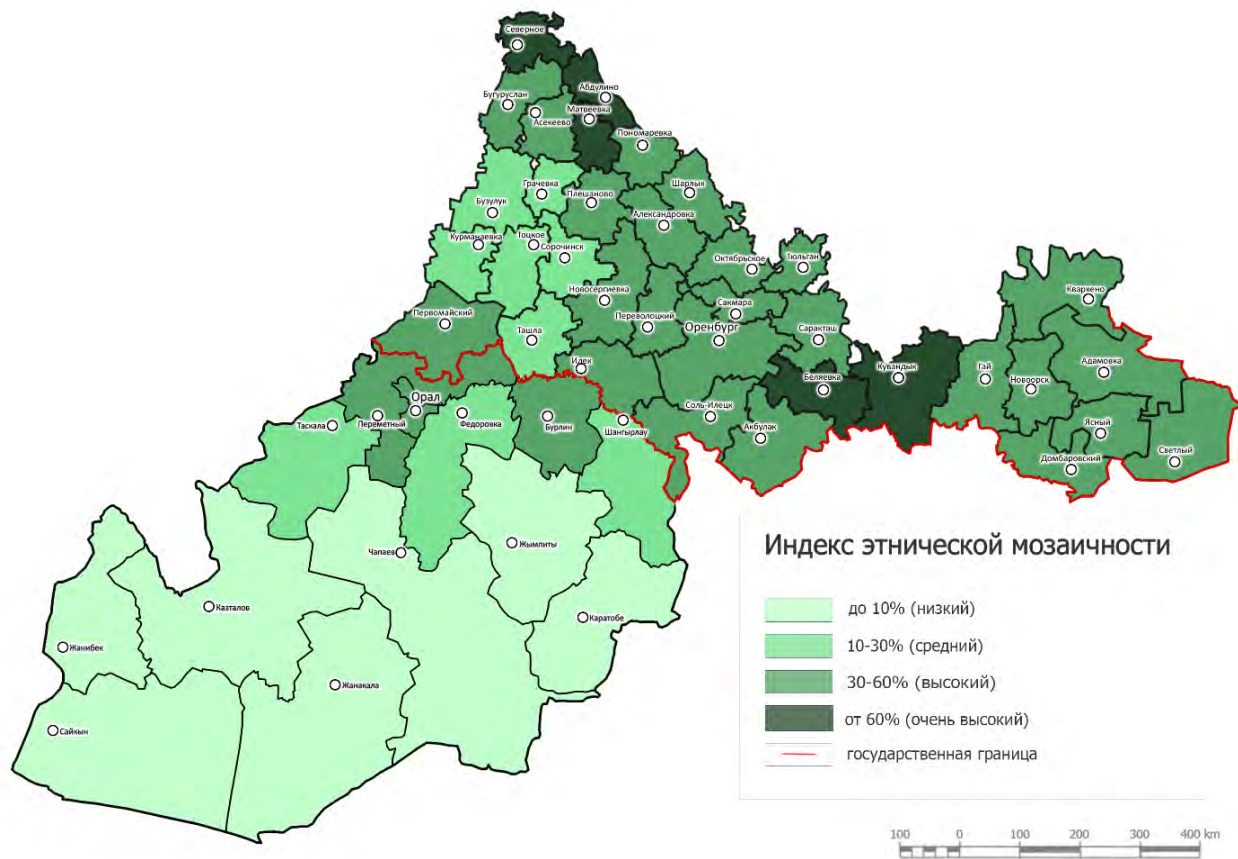 Северное
Абдулино
Бугуруслан
Матвеевка
Асекеево
Пономаревка
Грачевка
Шарлык
Плешаново
Бузулук
Александровка
Курманаевка
Тоцкое
Сорочинск
Октябрьское
Тюльган
Новосергиевка
Кваркено
Сакмара
Первомайский
Переволоцкий
Оренбург
Ташла
Саракташ
Идек
Адамовка
Гай
Кувандык
Беляевка
Новоорск
Орал
Соль-Илецк
Переметный
Федоровка
Бурлин
Таскала
Шангырлау
Акбулак
Ясный
Светлый
Домбаровский
Чапаев
Жымпиты
Казталов
Каратобе
Жанибек
Жанакала
Сайкын
Индекс этнической мозаичности
до 10% (низкий)
10-30% (средний)
30-60% (высокий)
от 60% (очень высокий)
государственная граница
100 0 100 200 300 400 km